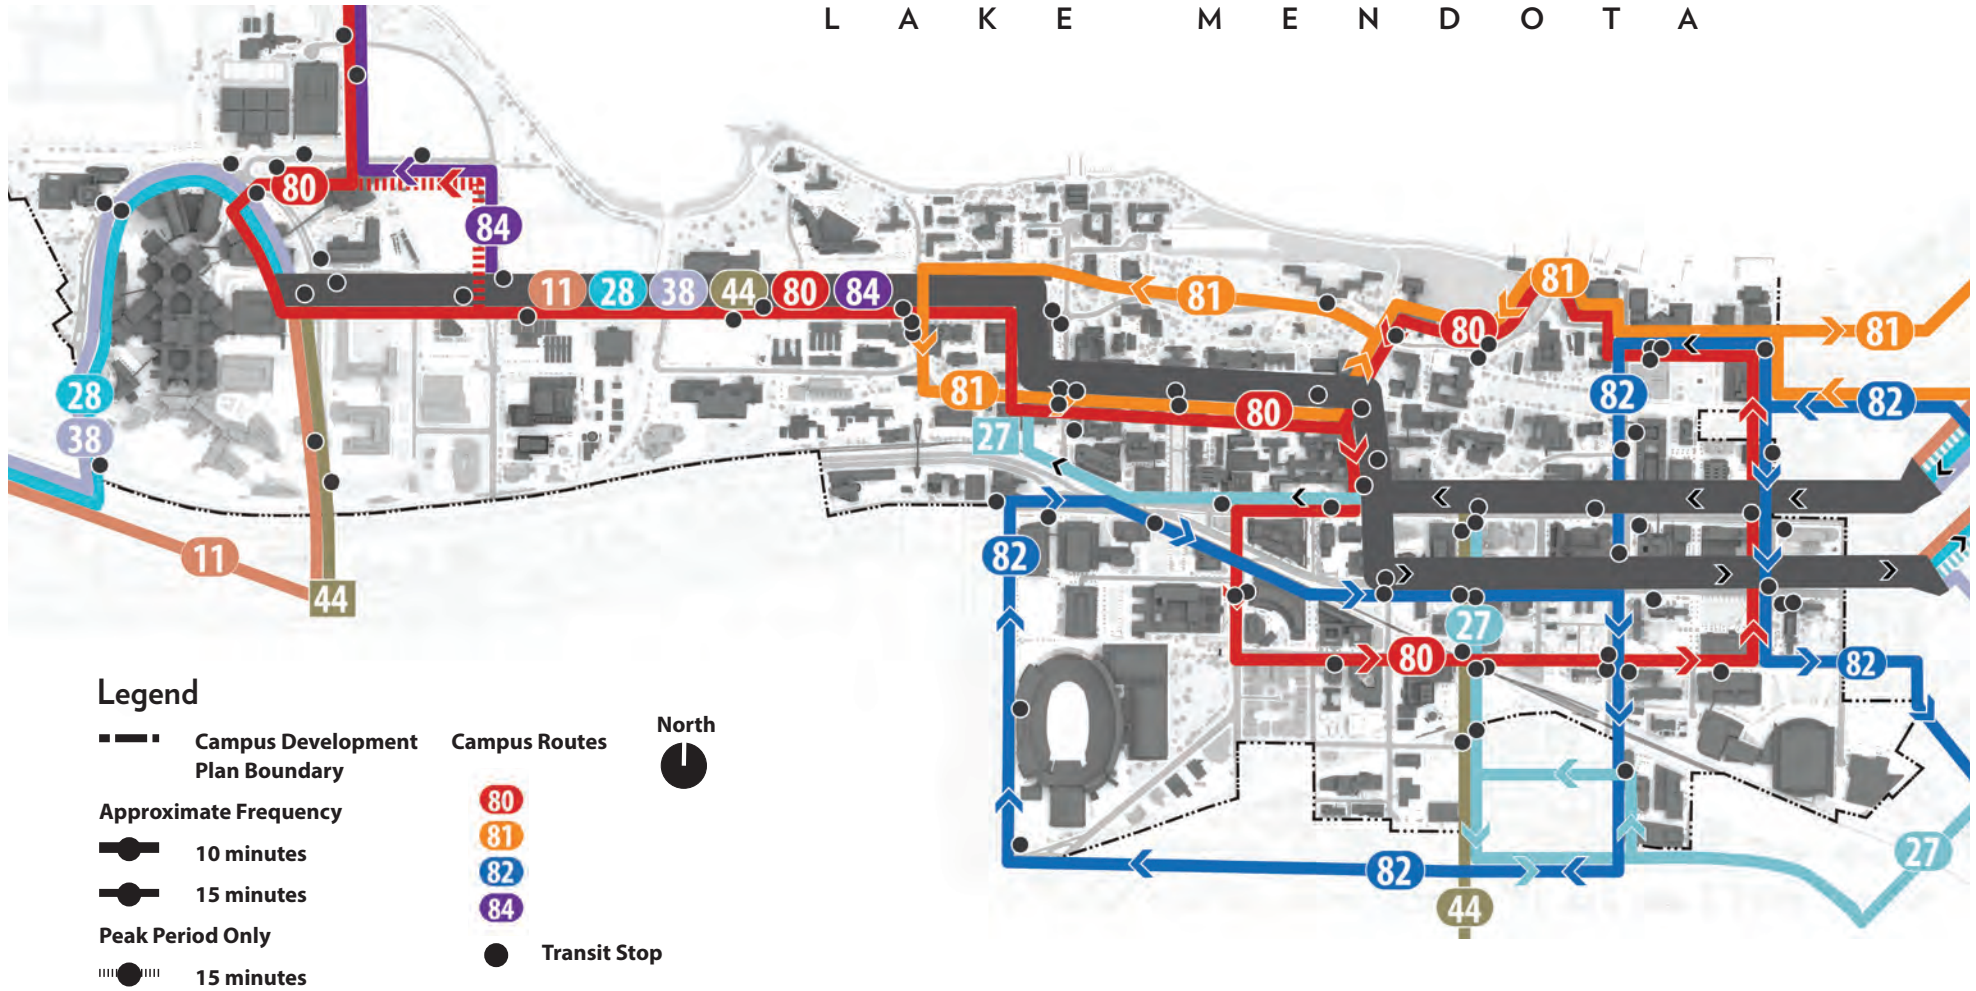 L A K E M E N D O T A
80
84
11 28 38 44 80 84
81
81
80
81
82
82
28
38
81
80
27
11
44
82
27
80
82
82
27
44
Legend
Campus Development
Plan Boundary
Approximate Frequency
10 minutes
15 minutes
Peak Period Only
15 minutes
Campus Routes
80
81
82
84
Transit Stop
North